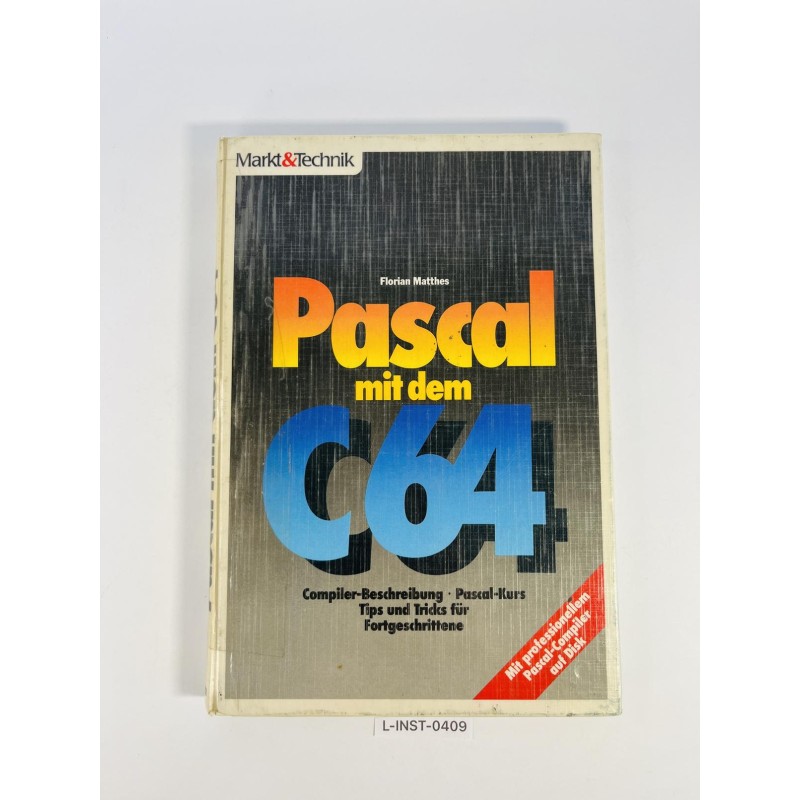 Markt&Technik
Florian Matthes
Pascal
mit dem
C64
Compiler-Beschreibung · Pascal-Kurs
Tips und Tricks für
Fortgeschrittene
Mit professionellem
Pascal-Compiler
auf Disk
L-INST-0409